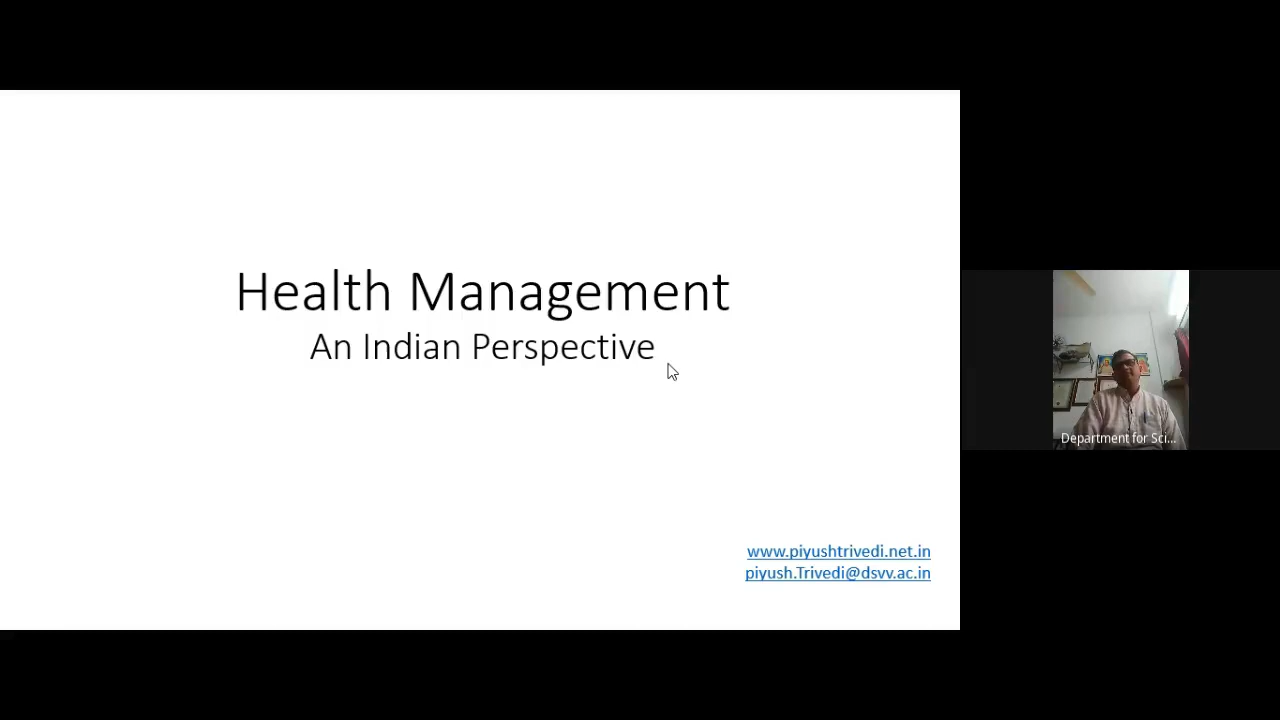 Health Management
An Indian Perspective
www.piyushtrivedi.net.in
piyush.Trivedi@dsvv.ac.in
Department for Sci...